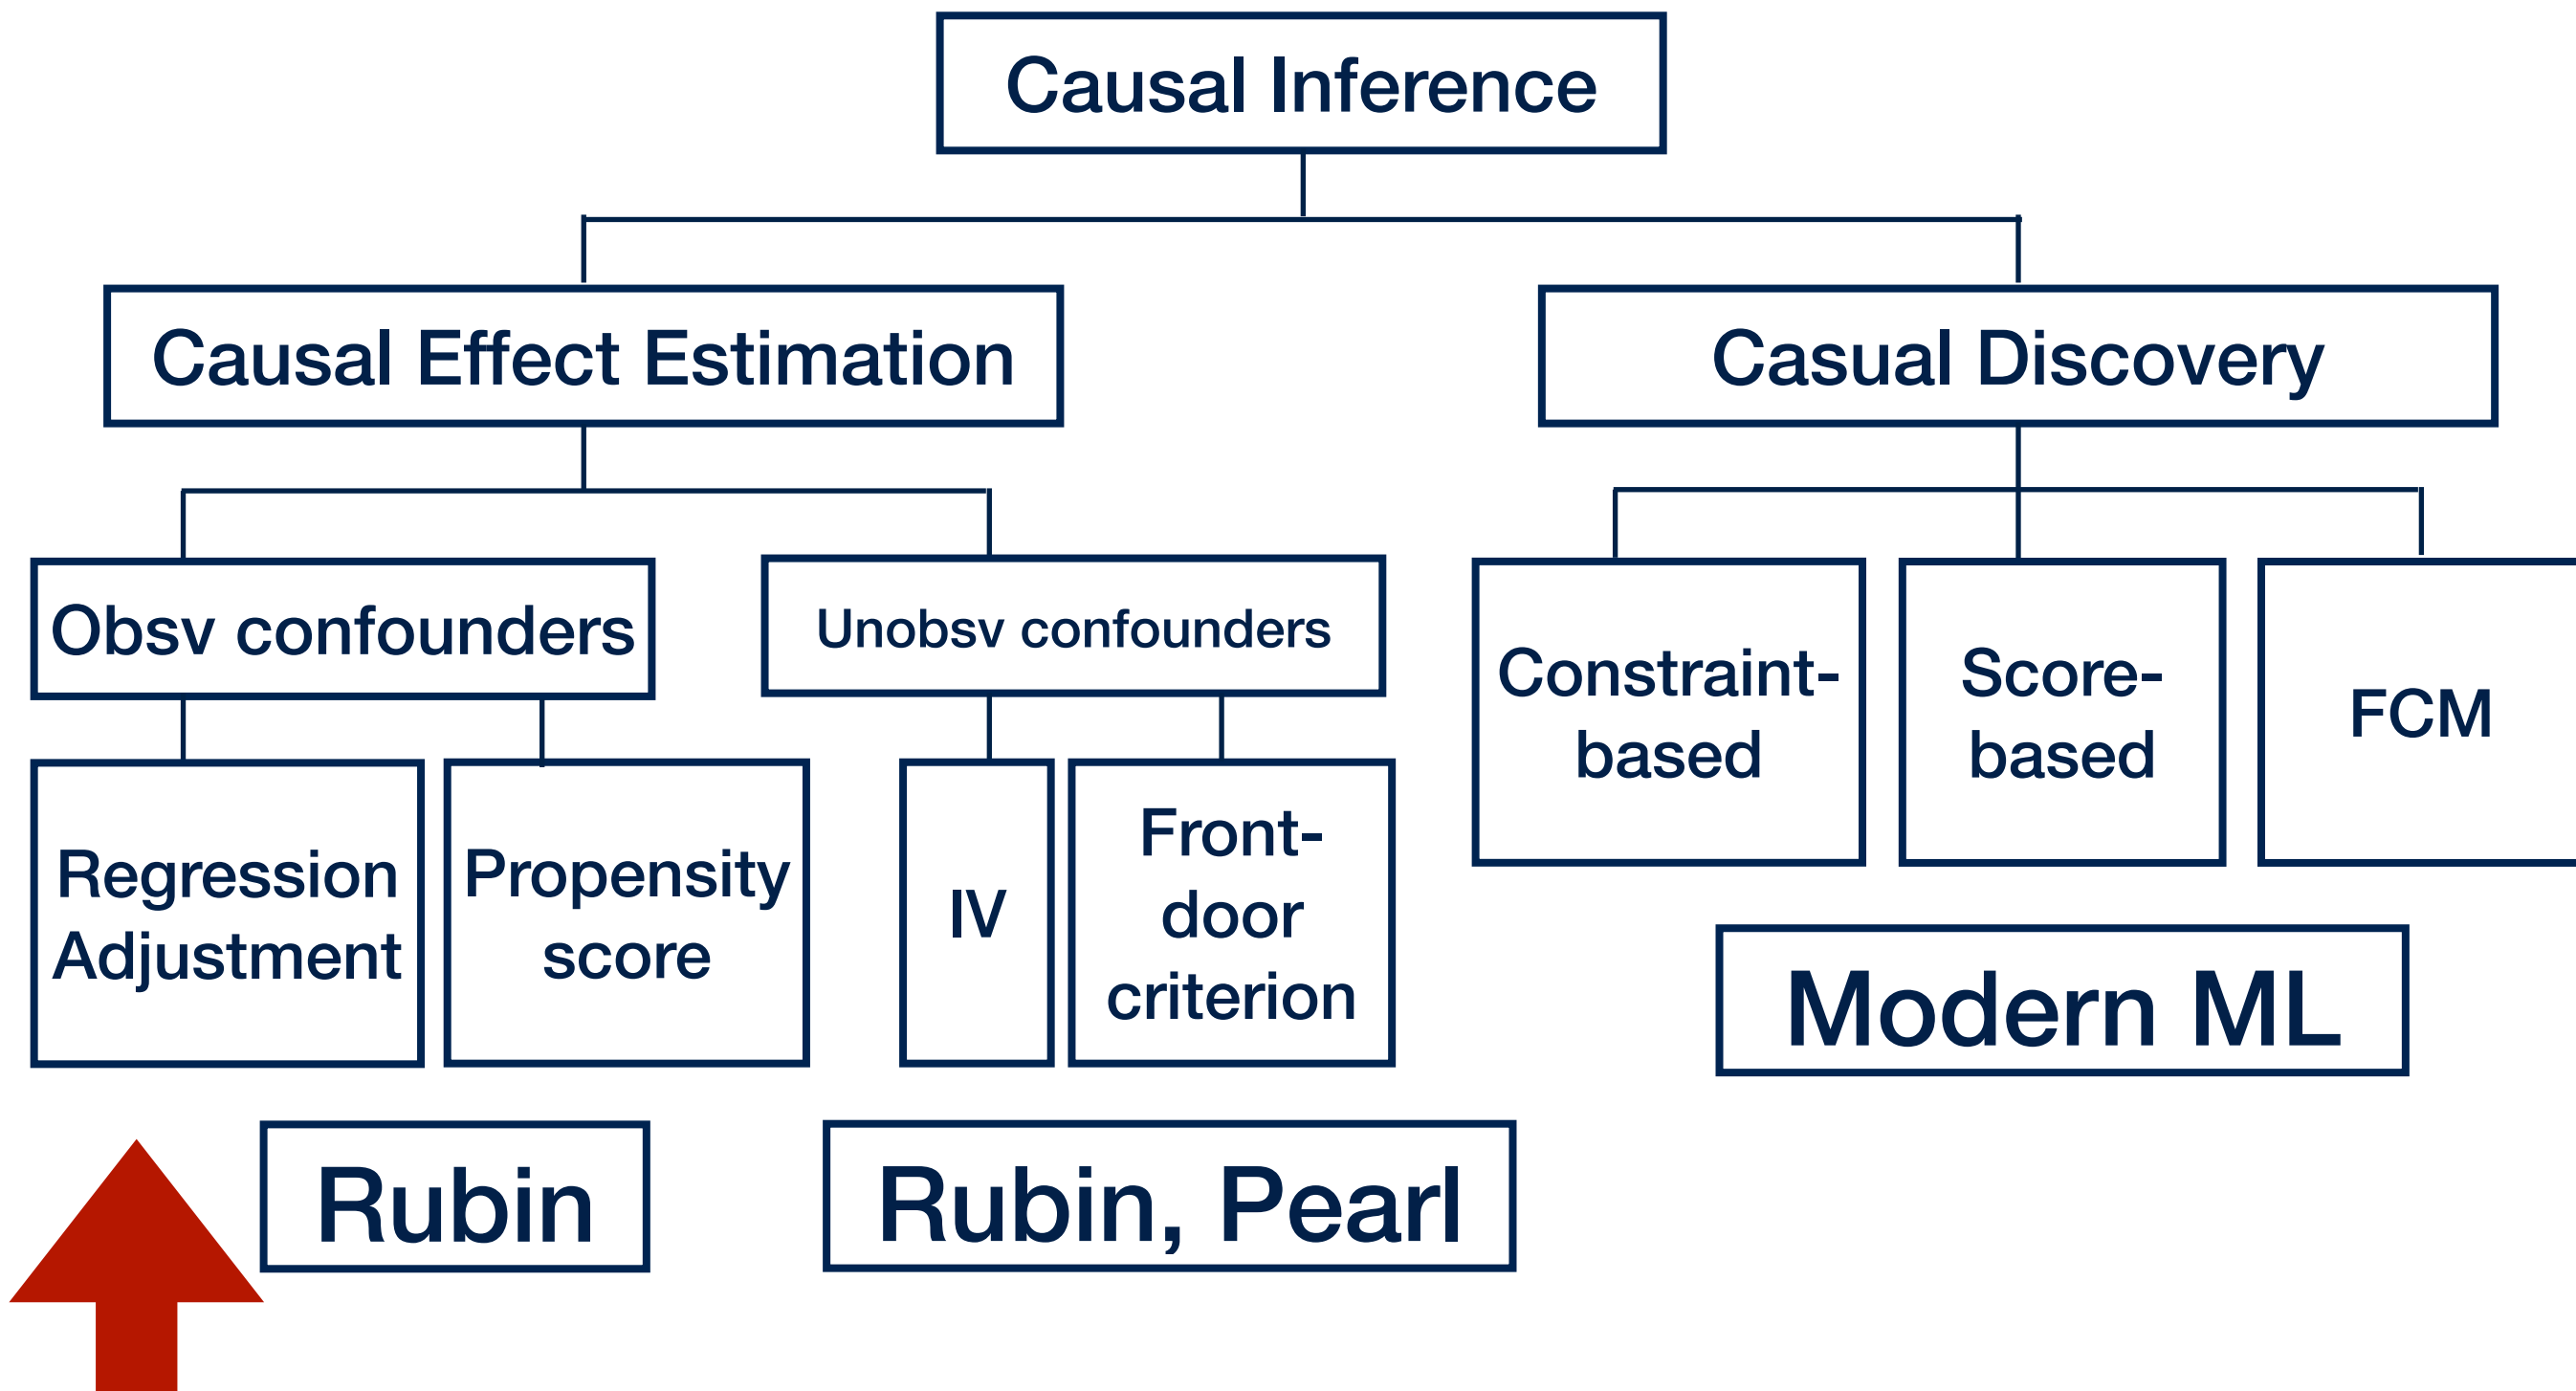 Causal Inference
Causal Effect Estimation
Casual Discovery
Obsv confounders
Unobsv confounders
Constraint-
based
Score-
based
FCM
Regression
Adjustment
Propensity
score
IV
Front-
door
criterion
Modern ML
Rubin
Rubin, Pearl